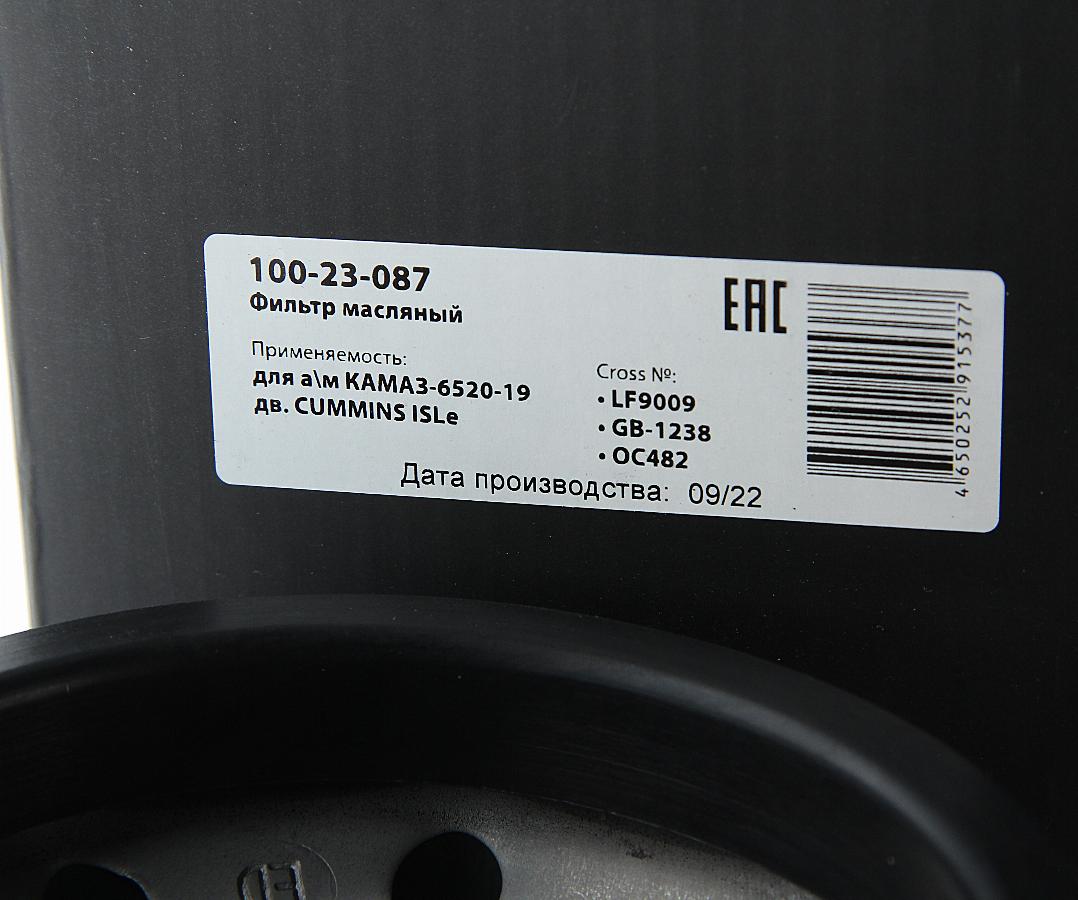 100-23-087
Фильтр масляный
EAC
Применяемость:
для а\м КАМАЗ-6520-19
дв. CUMMINS ISLe
Cross №:
• LF9009
• GB-1238
• OC482
Дата производства: 09/22
4650252915377